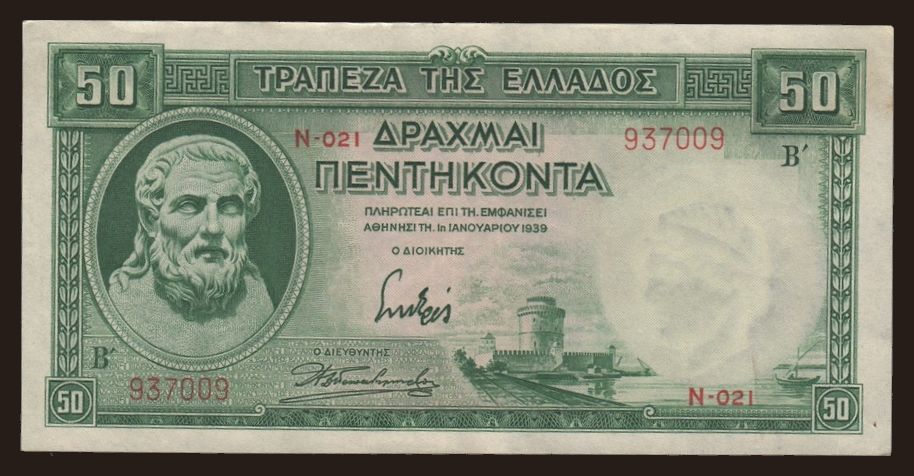 50 ΤΡΑΠΕΖΑ ΤΗΣ ΕΛΛΑΔΟΣ 50
N-021 ΔΡΑΧΜΑΙ 937009
Β′
ΠΕΝΤΗΚΟΝΤΑ
ΠΛΗΡΩΤΕΑΙ ΕΠΙ ΤΗ. ΕΜΦΑΝΙΣΕΙ
ΑΘΗΝΗΣΙ ΤΗ. 1η ΙΑΝΟΥΑΡΙΟΥ 1939
Ο ΔΙΟΙΚΗΤΗΣ
Ο ΔΙΕΥΘΥΝΤΗΣ
Β′
937009
N-021
50 50